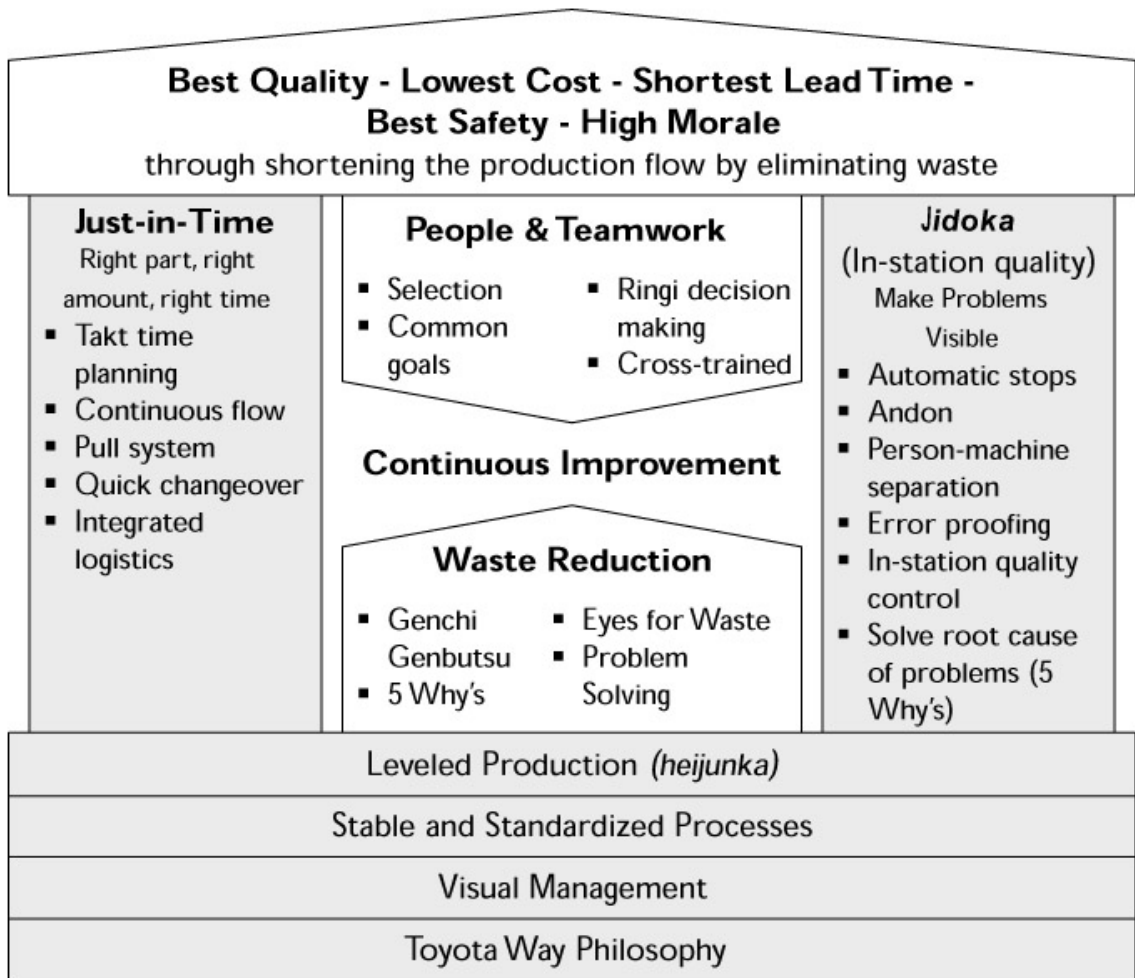 Best Quality - Lowest Cost - Shortest Lead Time -
Best Safety - High Morale
through shortening the production flow by eliminating waste
Just-in-Time
Right part, right
amount, right time
▪ Takt time
planning
▪ Continuous flow
▪ Pull system
▪ Quick changeover
▪ Integrated
logistics
People & Teamwork
▪ Selection
▪ Common
goals
▪ Ringi decision
making
▪ Cross-trained
Continuous Improvement
Waste Reduction
▪ Genchi
Genbutsu
▪ 5 Why's
▪ Eyes for Waste
▪ Problem
Solving
Jidoka
(In-station quality)
Make Problems
Visible
▪ Automatic stops
▪ Andon
▪ Person-machine
separation
▪ Error proofing
▪ In-station quality
control
▪ Solve root cause
of problems (5
Why's)
Leveled Production (heijunka)
Stable and Standardized Processes
Visual Management
Toyota Way Philosophy